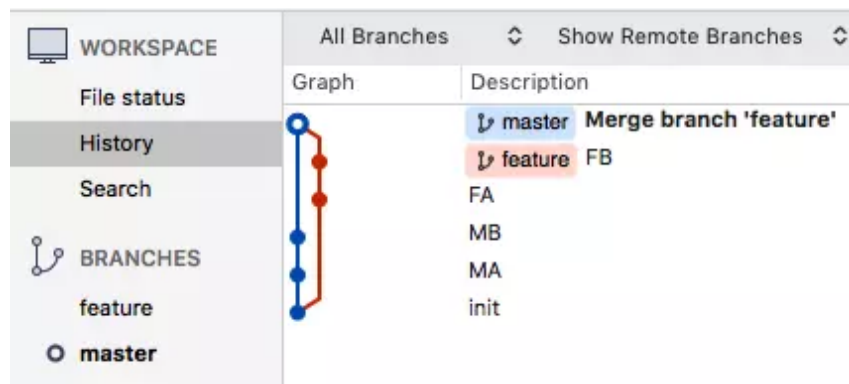 WORKSPACE
File status
History
Search
BRANCHES
feature
master
All Branches Show Remote Branches
Graph Description
master Merge branch 'feature'
feature FB
FA
MB
MA
init